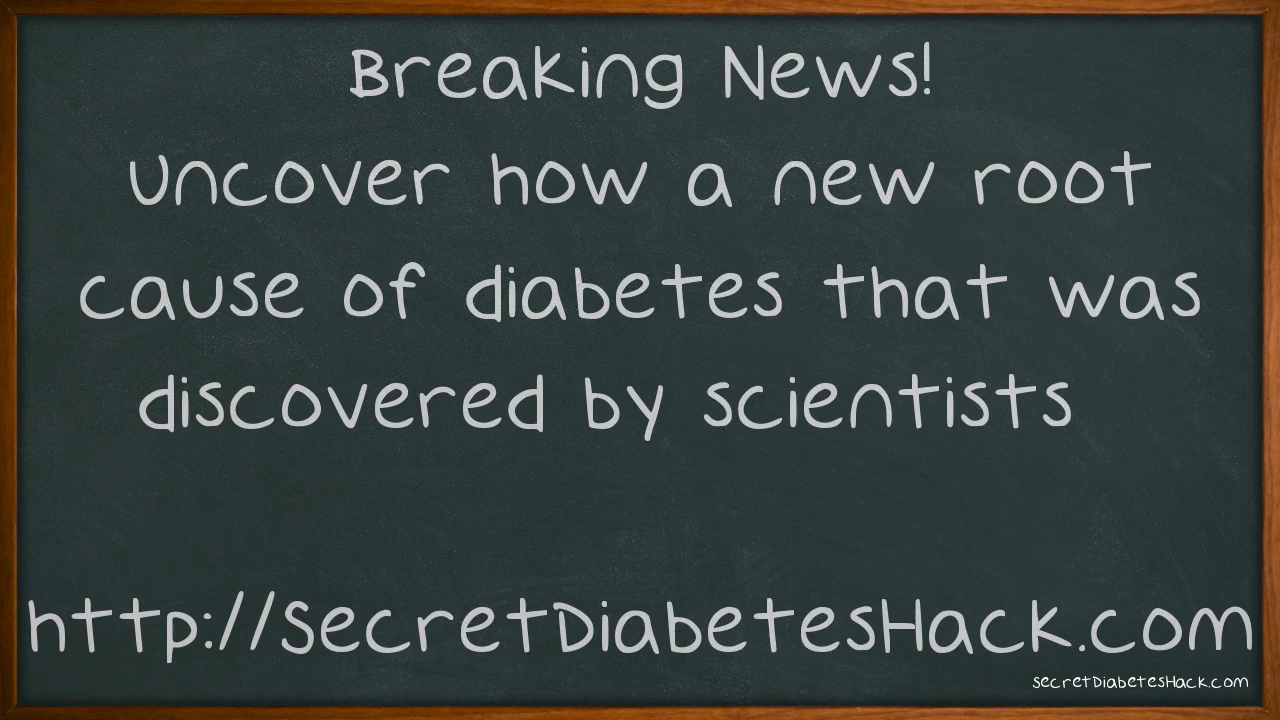 Breaking News!
Uncover how a new root
cause of diabetes that was
discovered by scientists
http://SecretDiabetesHack.com
SecretDiabetesHack.com